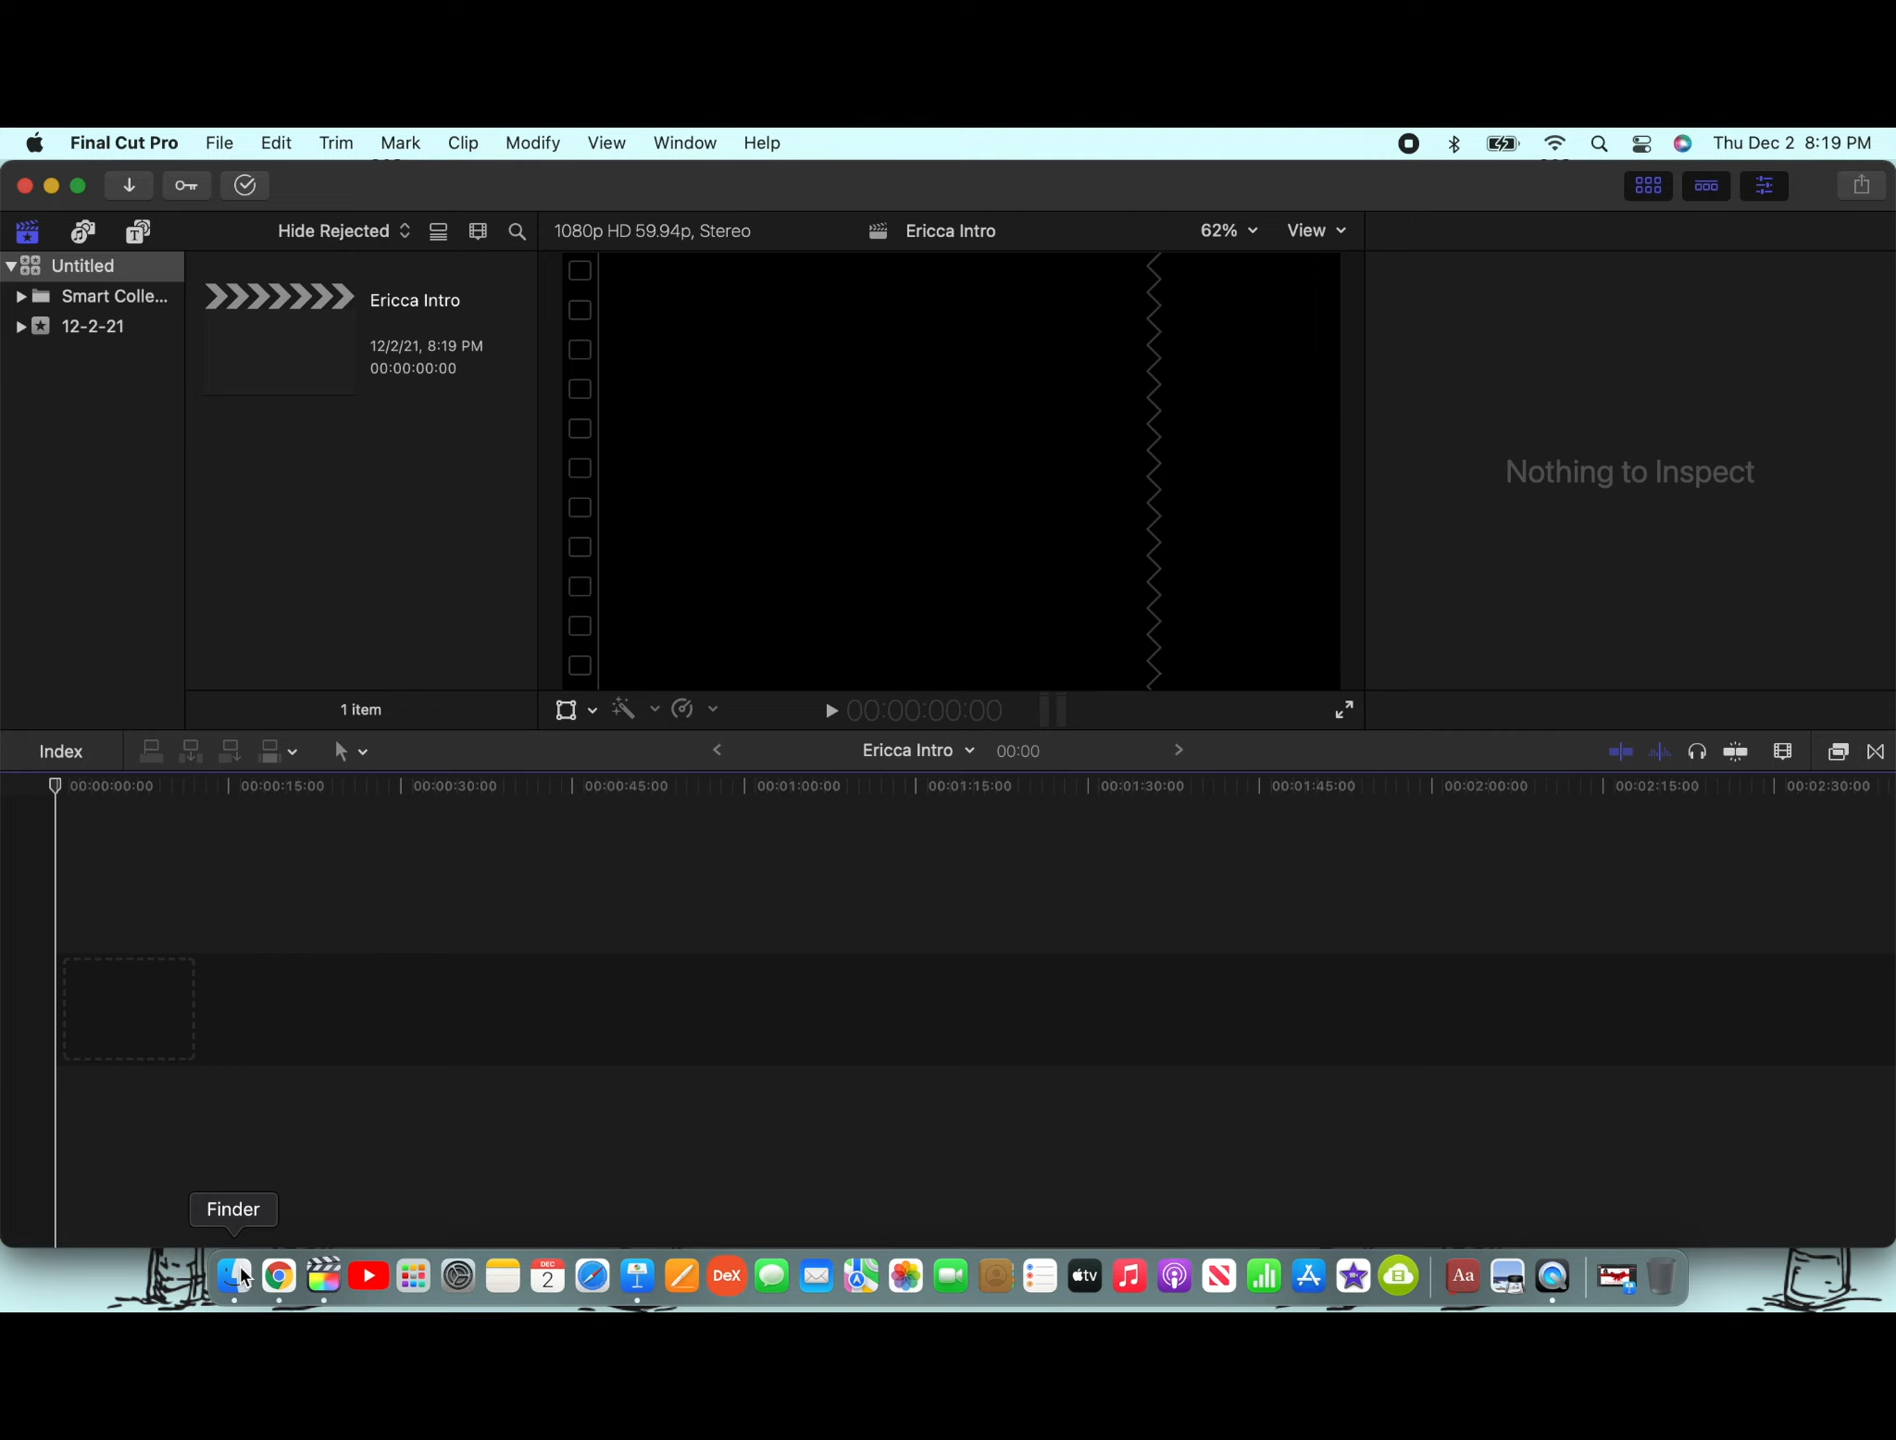 Final Cut Pro File Edit Trim Mark Clip Modify View Window Help Thu Dec 2 8:19 PM
Hide Rejected 1080p HD 59.94p, Stereo Ericca Intro 62% View
Untitled
Smart Colle...
12-2-21
Ericca Intro
12/2/21, 8:19 PM
00:00:00:00
Nothing to Inspect
1 item 00:00:00:00
Index Ericca Intro 00:00
00:00:00:00 00:00:15:00 00:00:30:00 00:00:45:00 00:01:00:00 00:01:15:00 00:01:30:00 00:01:45:00 00:02:00:00 00:02:15:00 00:02:30:00
Finder
DEC
2
DeX
tv
Aa